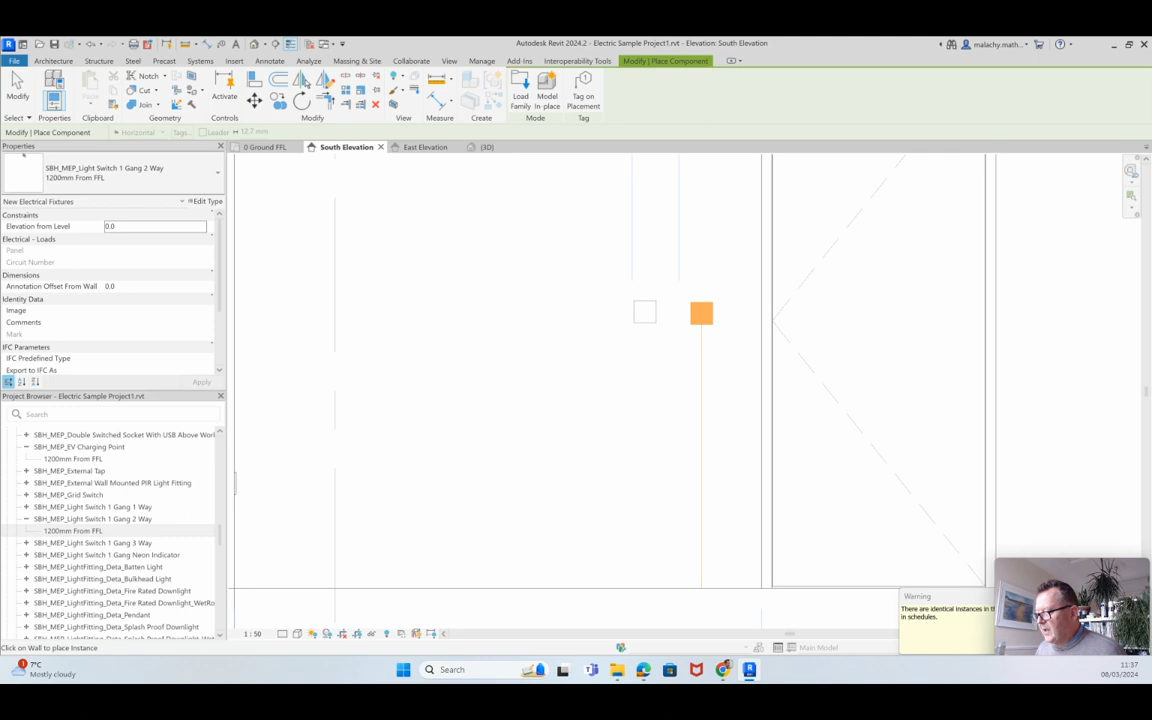 Autodesk Revit 2024.2 - Electric Sample Project1.rvt - Elevation: South Elevation
malachy.math...
File Architecture Structure Steel Precast Systems Insert Annotate Analyze Massing & Site Collaborate View Manage Add-Ins Interoperability Tools Modify | Place Component
Modify
Properties
Paste
Notch
Cut
Join
Activate
Load Family
Model In-place
Tag on Placement
Select Properties Clipboard Geometry Controls Modify View Measure Create Mode Tag
Modify | Place Component Horizontal Tags... Leader 12.7 mm
Properties
0 Ground FFL South Elevation East Elevation (3D)
SBH_MEP_Light Switch 1 Gang 2 Way
1200mm From FFL
New Electrical Fixtures Edit Type
Constraints
Elevation from Level 0.0
Electrical - Loads
Panel
Circuit Number
Dimensions
Annotation Offset From Wall 0.0
Identity Data
Image
Comments
Mark
IFC Parameters
IFC Predefined Type
Export to IFC As
Apply
Project Browser - Electric Sample Project1.rvt
Search
SBH_MEP_Double Switched Socket With USB Above Worl
SBH_MEP_EV Charging Point
1200mm From FFL
SBH_MEP_External Tap
SBH_MEP_External Wall Mounted PIR Light Fitting
SBH_MEP_Grid Switch
SBH_MEP_Light Switch 1 Gang 1 Way
SBH_MEP_Light Switch 1 Gang 2 Way
1200mm From FFL
SBH_MEP_Light Switch 1 Gang 3 Way
SBH_MEP_Light Switch 1 Gang Neon Indicator
SBH_MEP_LightFitting_Deta_Batten Light
SBH_MEP_LightFitting_Deta_Bulkhead Light
SBH_MEP_LightFitting_Deta_Fire Rated Downlight
SBH_MEP_LightFitting_Deta_Fire Rated Downlight_WetRo
SBH_MEP_LightFitting_Deta_Pendant
SBH_MEP_LightFitting_Deta_Splash Proof Downlight
Warning
There are identical instances in th
in schedules.
1 : 50
Click on Wall to place Instance
Main Model
7°C
Mostly cloudy
Search
11:37
08/03/2024